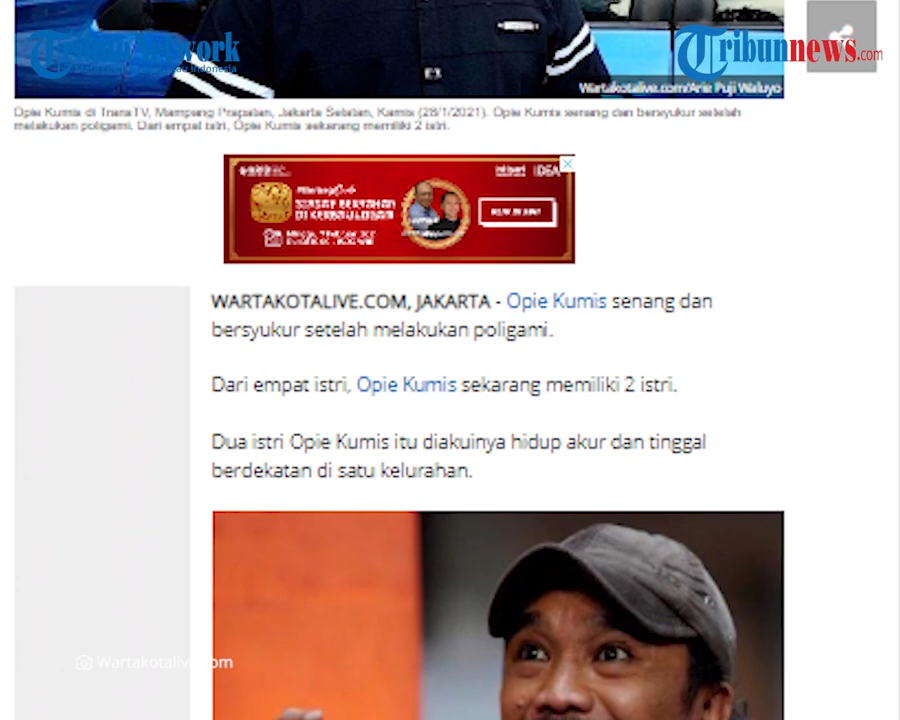 Tribun Network
Tribunnews.com
Wartakotalive.com/Arie Puji Waluyo
Opie Kumis di TransTV, Mampang Prapatan, Jakarta Selatan, Kamis (28/1/2021). Opie Kumis senang dan bersyukur setelah
melakukan poligami. Dari empat istri, Opie Kumis sekarang memiliki 2 istri.
WARTAKOTALIVE.COM, JAKARTA - Opie Kumis senang dan
bersyukur setelah melakukan poligami.
Dari empat istri, Opie Kumis sekarang memiliki 2 istri.
Dua istri Opie Kumis itu diakuinya hidup akur dan tinggal
berdekatan di satu kelurahan.
Wartakotalive.com